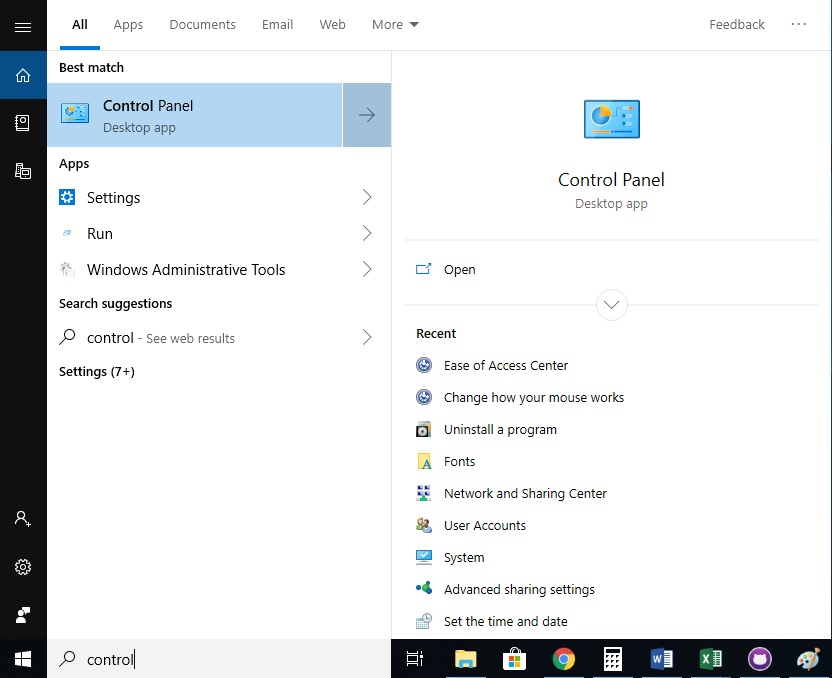 All Apps Documents Email Web More Feedback ...
Best match
Control Panel
Desktop app
Apps
Settings
Run
Windows Administrative Tools
Search suggestions
control - See web results
Settings (7+)
control
Control Panel
Desktop app
Open
Recent
Ease of Access Center
Change how your mouse works
Uninstall a program
Fonts
Network and Sharing Center
User Accounts
System
Advanced sharing settings
Set the time and date